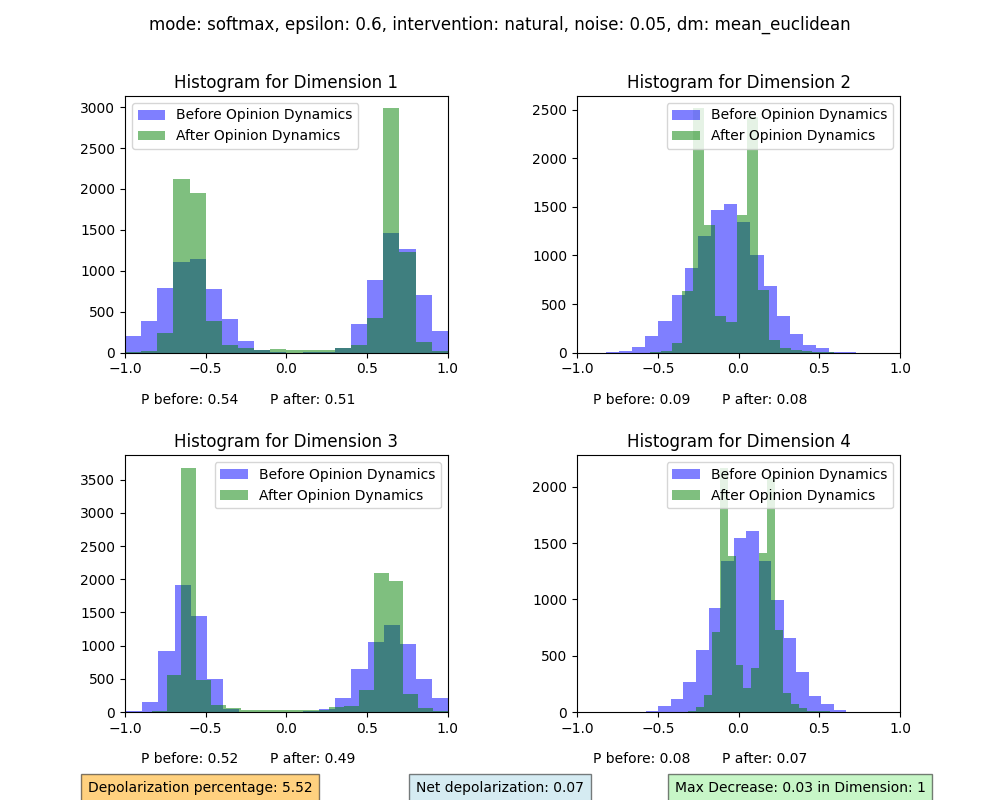 mode: softmax, epsilon: 0.6, intervention: natural, noise: 0.05, dm: mean_euclidean
Histogram for Dimension 1
Before Opinion Dynamics
After Opinion Dynamics
3000
2500
2000
1500
1000
500
0
−1.0 −0.5 0.0 0.5 1.0
P before: 0.54 P after: 0.51
Histogram for Dimension 2
Before Opinion Dynamics
After Opinion Dynamics
2500
2000
1500
1000
500
0
−1.0 −0.5 0.0 0.5 1.0
P before: 0.09 P after: 0.08
Histogram for Dimension 3
Before Opinion Dynamics
After Opinion Dynamics
3500
3000
2500
2000
1500
1000
500
0
−1.0 −0.5 0.0 0.5 1.0
P before: 0.52 P after: 0.49
Histogram for Dimension 4
Before Opinion Dynamics
After Opinion Dynamics
2000
1500
1000
500
0
−1.0 −0.5 0.0 0.5 1.0
P before: 0.08 P after: 0.07
Depolarization percentage: 5.52
Net depolarization: 0.07
Max Decrease: 0.03 in Dimension: 1